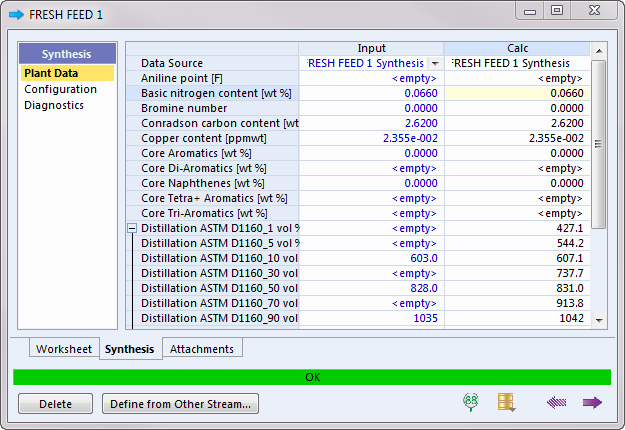 FRESH FEED 1
Synthesis
Plant Data
Configuration
Diagnostics
Input Calc
Data Source FRESH FEED 1 Synthesis FRESH FEED 1 Synthesis
Aniline point [F] <empty> <empty>
Basic nitrogen content [wt %] 0.0660 0.0660
Bromine number 0.0000 0.0000
Conradson carbon content [wt 2.6200 2.6200
Copper content [ppmwt] 2.355e-002 2.355e-002
Core Aromatics [wt %] 0.0000 0.0000
Core Di-Aromatics [wt %] <empty> <empty>
Core Naphthenes [wt %] 0.0000 0.0000
Core Tetra+ Aromatics [wt %] <empty> <empty>
Core Tri-Aromatics [wt %] <empty> <empty>
Distillation ASTM D1160_1 vol % <empty> 427.1
Distillation ASTM D1160_5 vol % <empty> 544.2
Distillation ASTM D1160_10 vol 603.0 607.1
Distillation ASTM D1160_30 vol <empty> 737.7
Distillation ASTM D1160_50 vol 828.0 831.0
Distillation ASTM D1160_70 vol <empty> 913.8
Distillation ASTM D1160_90 vol 1035 1042
Worksheet Synthesis Attachments
OK
Delete Define from Other Stream... 88